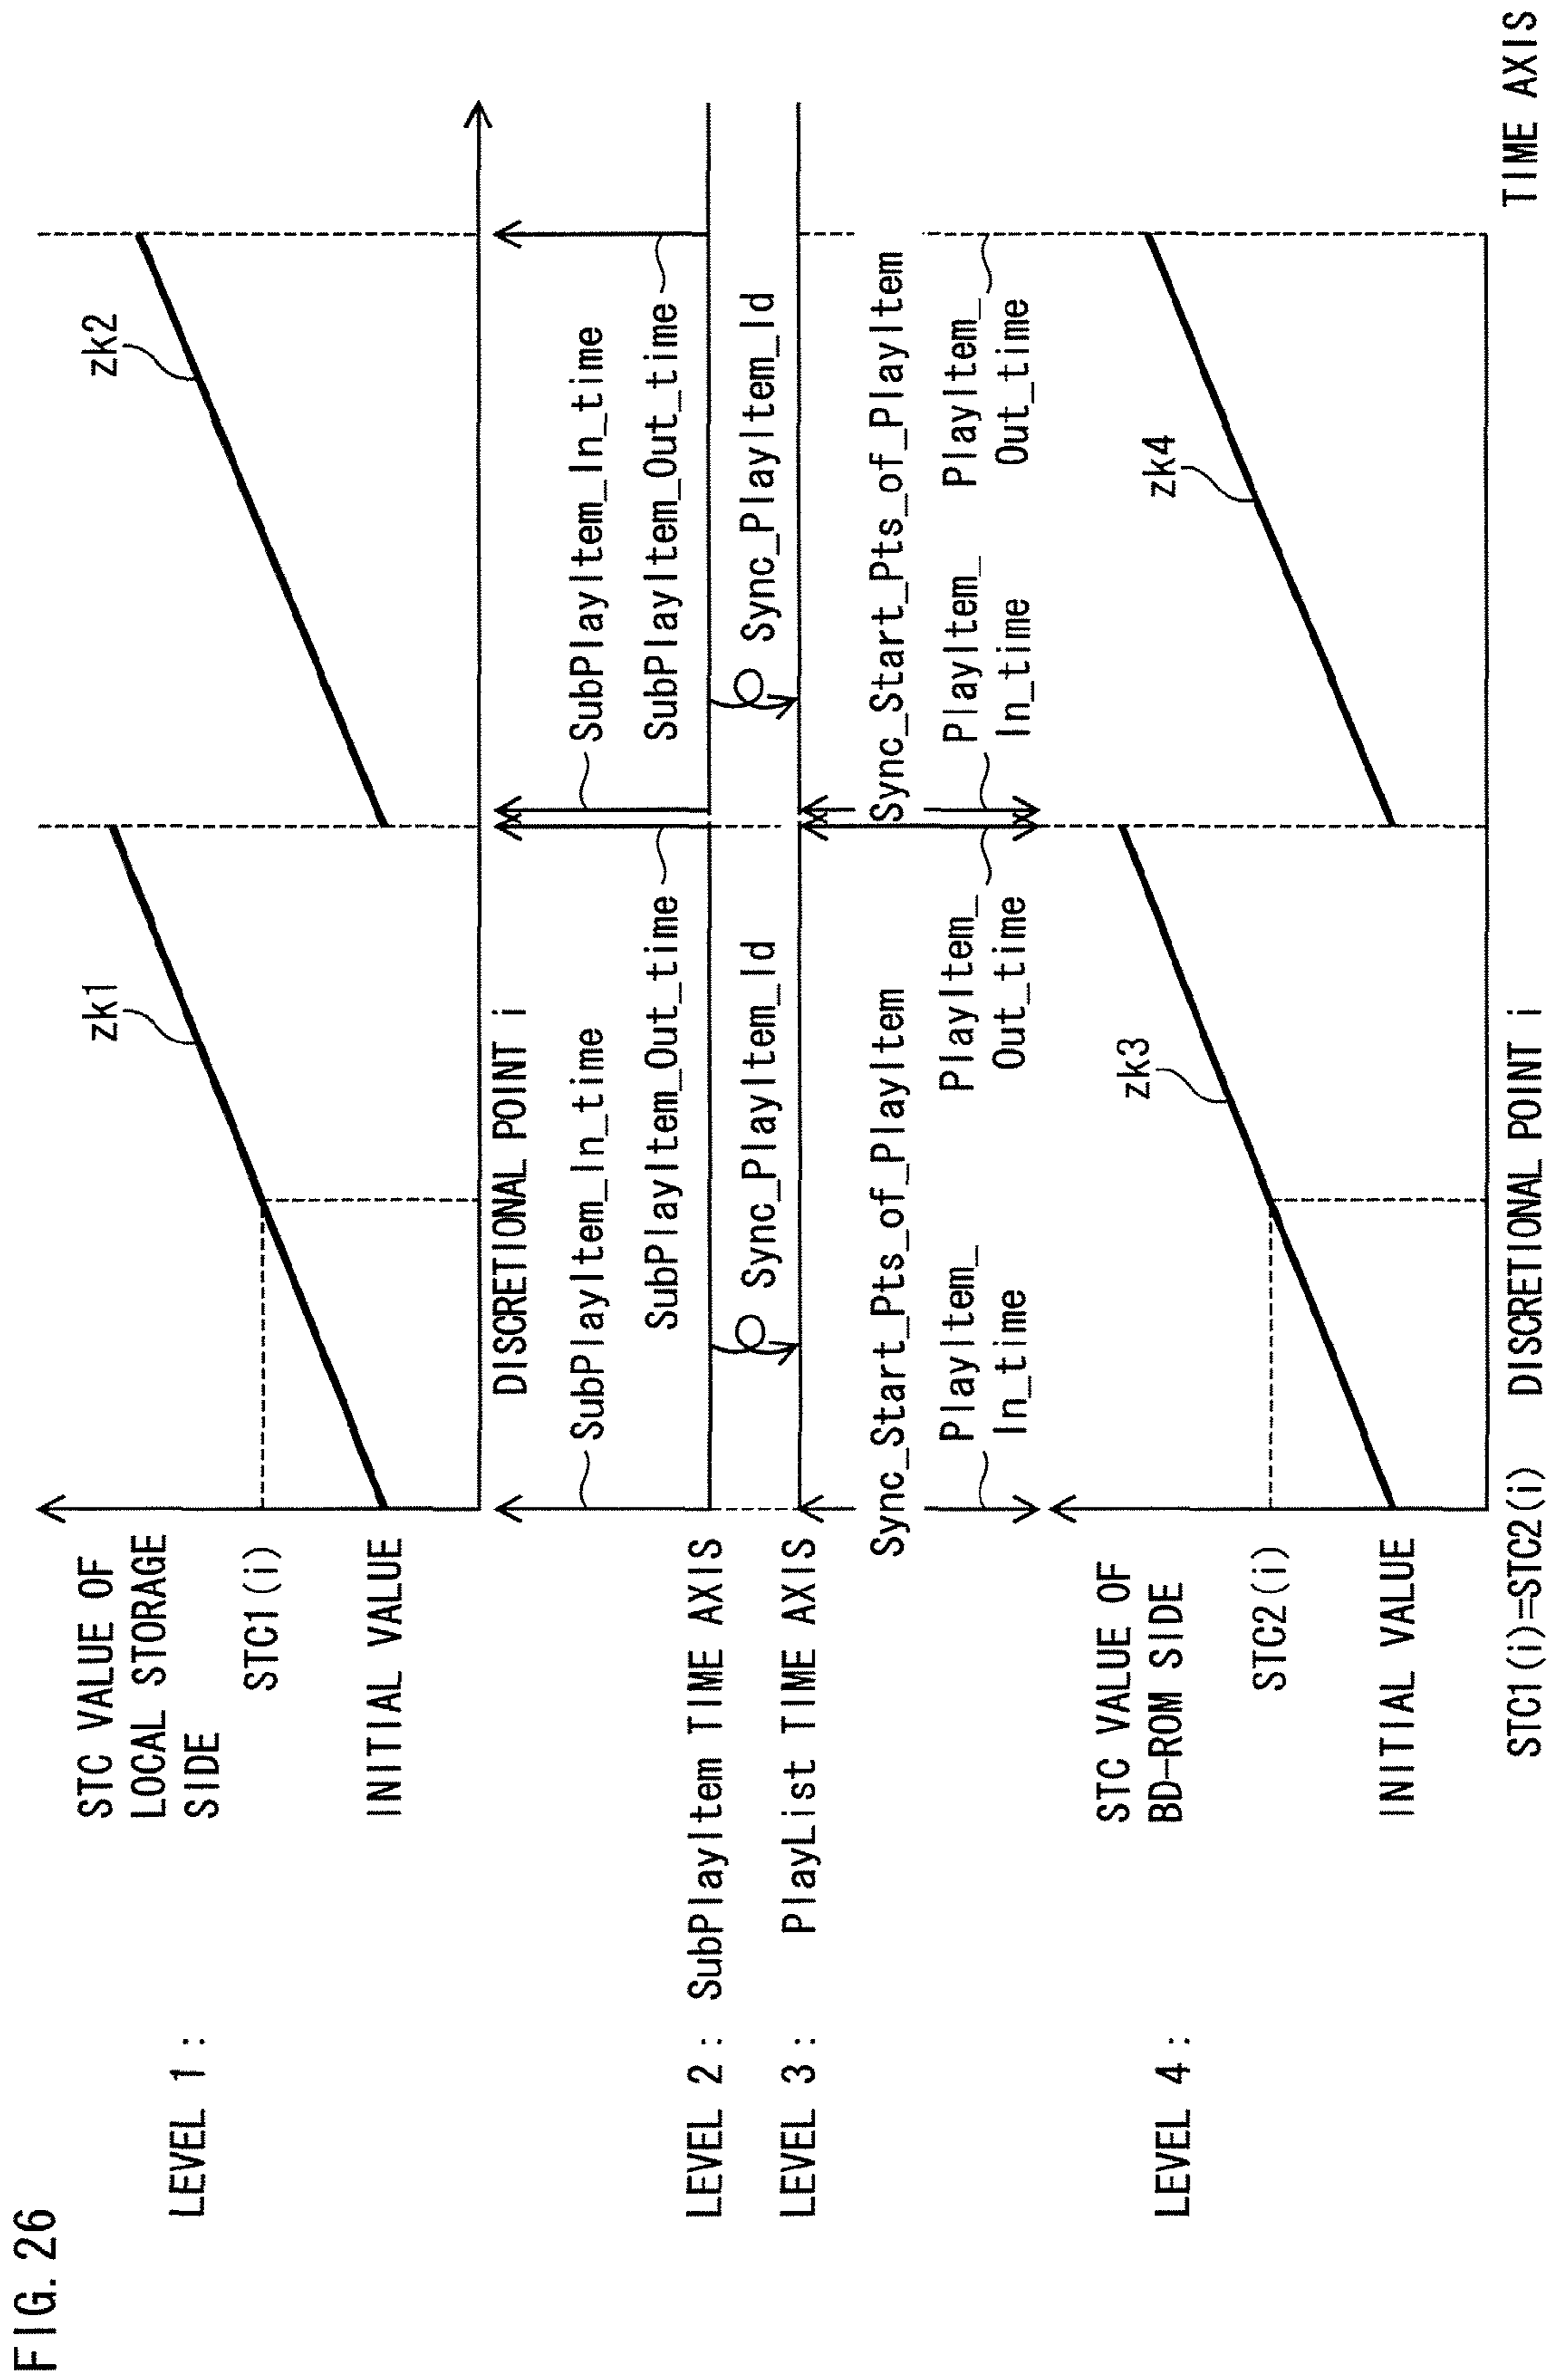 FIG. 26
LEVEL 1:
STC VALUE OF
LOCAL STORAGE
SIDE
STC1(i)
INITIAL VALUE
zk1
zk2
DISCRETIONAL POINT i
SubPlayItem_In_time
SubPlayItem_Out_time
SubPlayItem_In_time
SubPlayItem_Out_time
LEVEL 2: SubPlayItem TIME AXIS
Sync_PlayItem_Id
Sync_PlayItem_Id
LEVEL 3: PlayList TIME AXIS
Sync_Start_Pts_of_PlayItem
Sync_Start_Pts_of_PlayItem
PlayItem_
In_time
PlayItem_
Out_time
PlayItem_
In_time
PlayItem_
Out_time
LEVEL 4:
STC VALUE OF
BD-ROM SIDE
STC2(i)
INITIAL VALUE
zk3
zk4
STC1(i)=STC2(i)
DISCRETIONAL POINT i
TIME AXIS